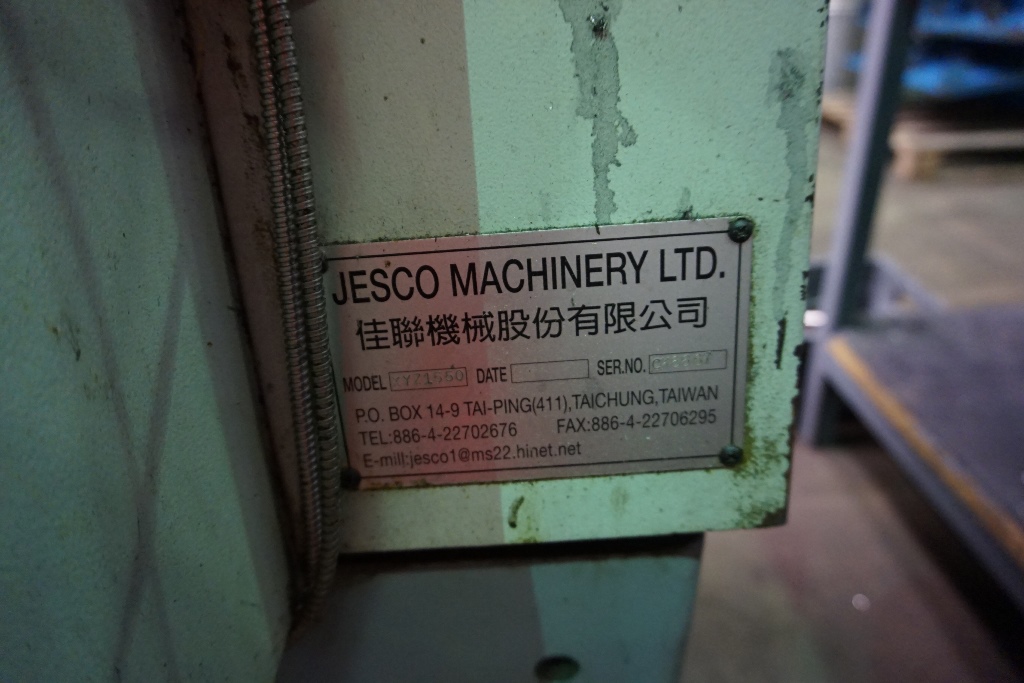 JESCO MACHINERY LTD.
佳聯機械股份有限公司
MODEL DATE SER.NO.
P.O. BOX 14-9 TAI-PING(411),TAICHUNG,TAIWAN
TEL:886-4-22702676 FAX:886-4-22706295
E-mill:jesco1@ms22.hinet.net